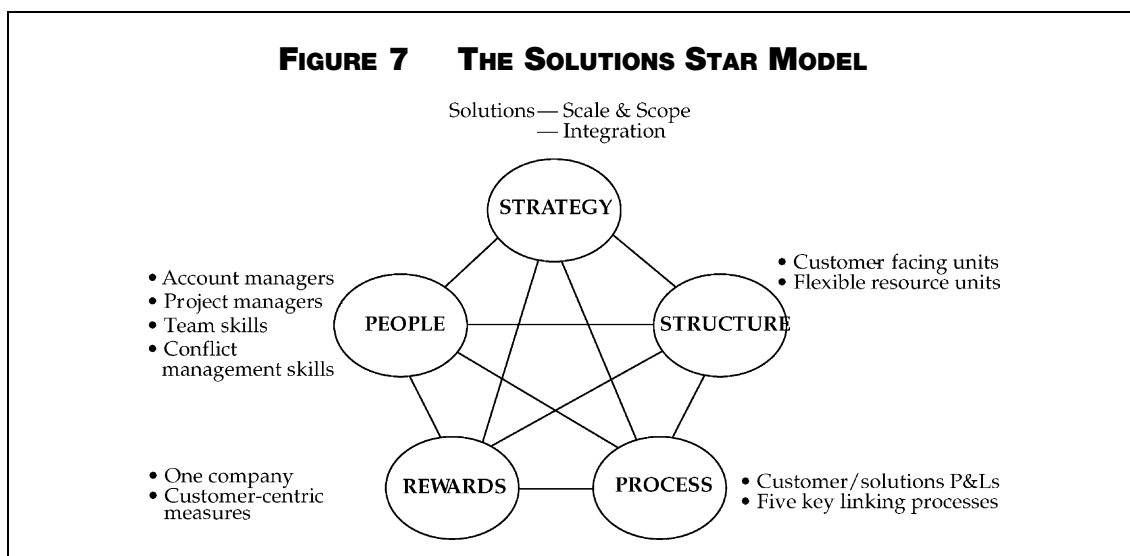 FIGURE 7 THE SOLUTIONS STAR MODEL
Solutions — Scale & Scope
— Integration
STRATEGY
• Customer facing units
• Flexible resource units
• Account managers
• Project managers
• Team skills
• Conflict
management skills
PEOPLE
STRUCTURE
• One company
• Customer-centric
measures
REWARDS
PROCESS
• Customer/solutions P&Ls
• Five key linking processes